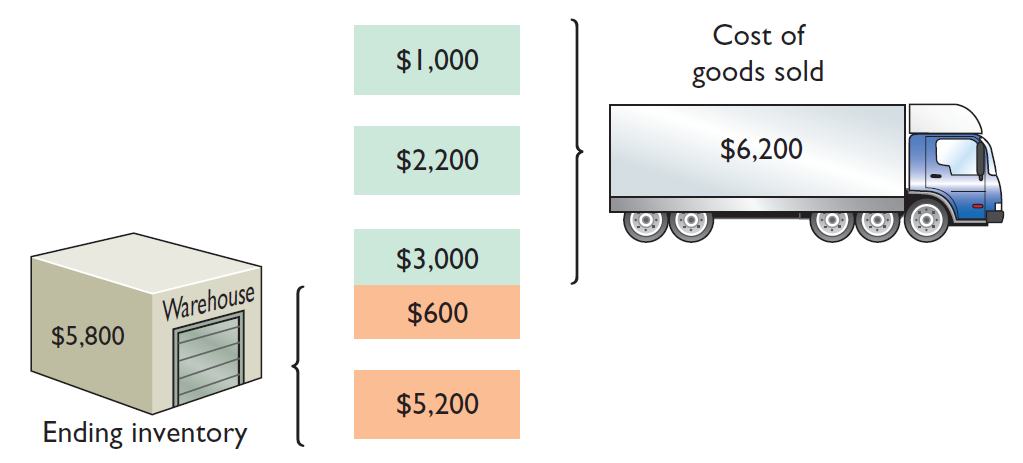 $1,000
$2,200
$3,000
$600
$5,200
Cost of
goods sold
$6,200
Warehouse
$5,800
Ending inventory